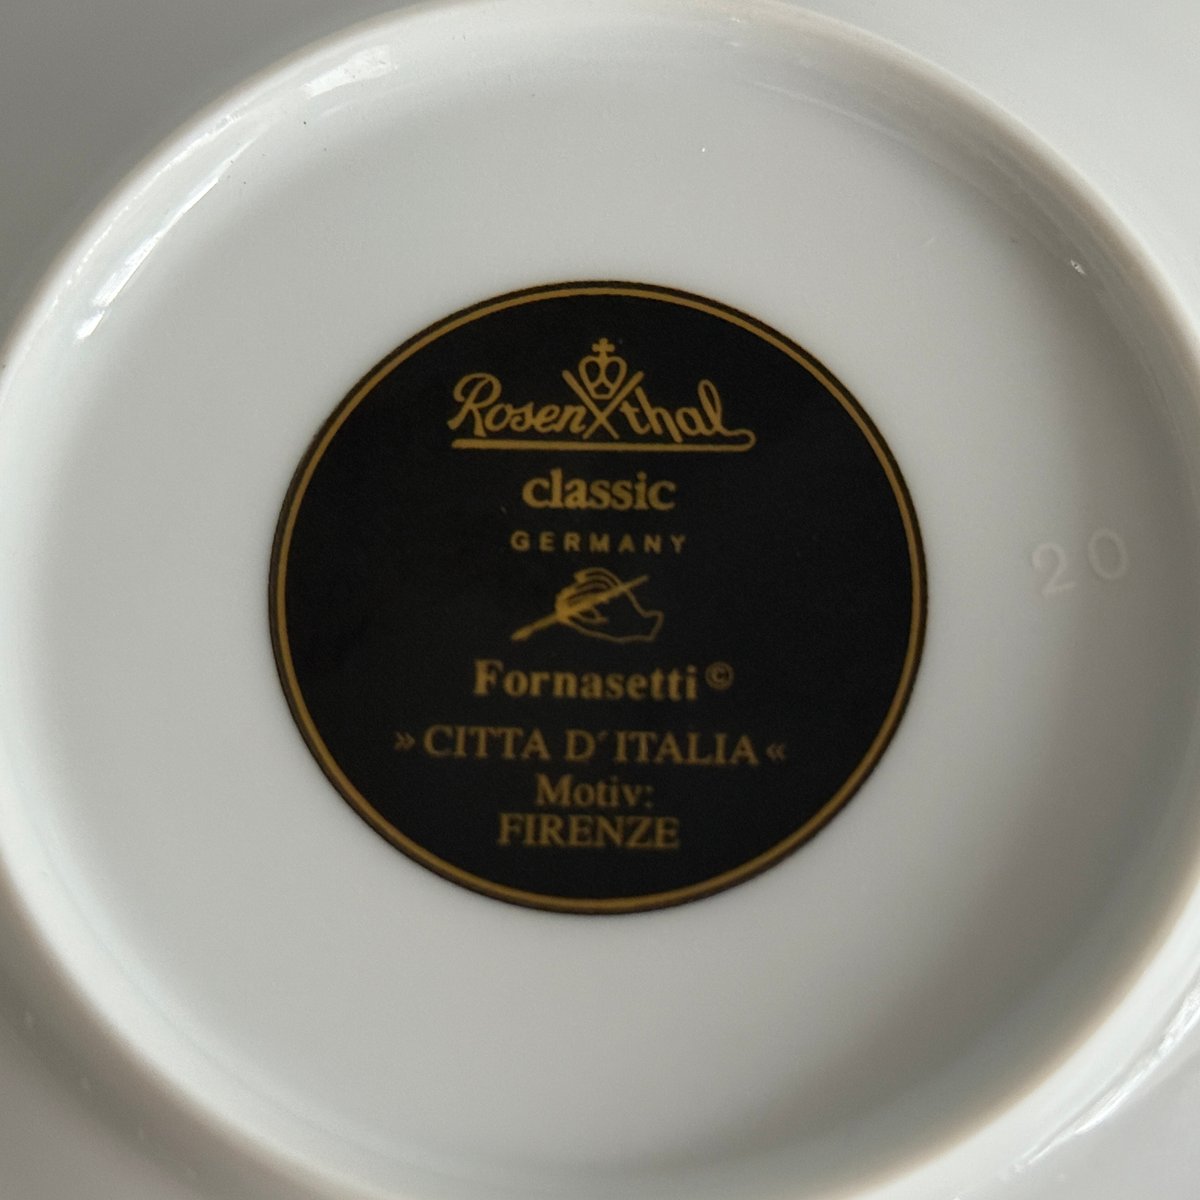 Rosenthal
classic
GERMANY
Fornasetti©
»CITTA D´ITALIA«
Motiv:
FIRENZE
20